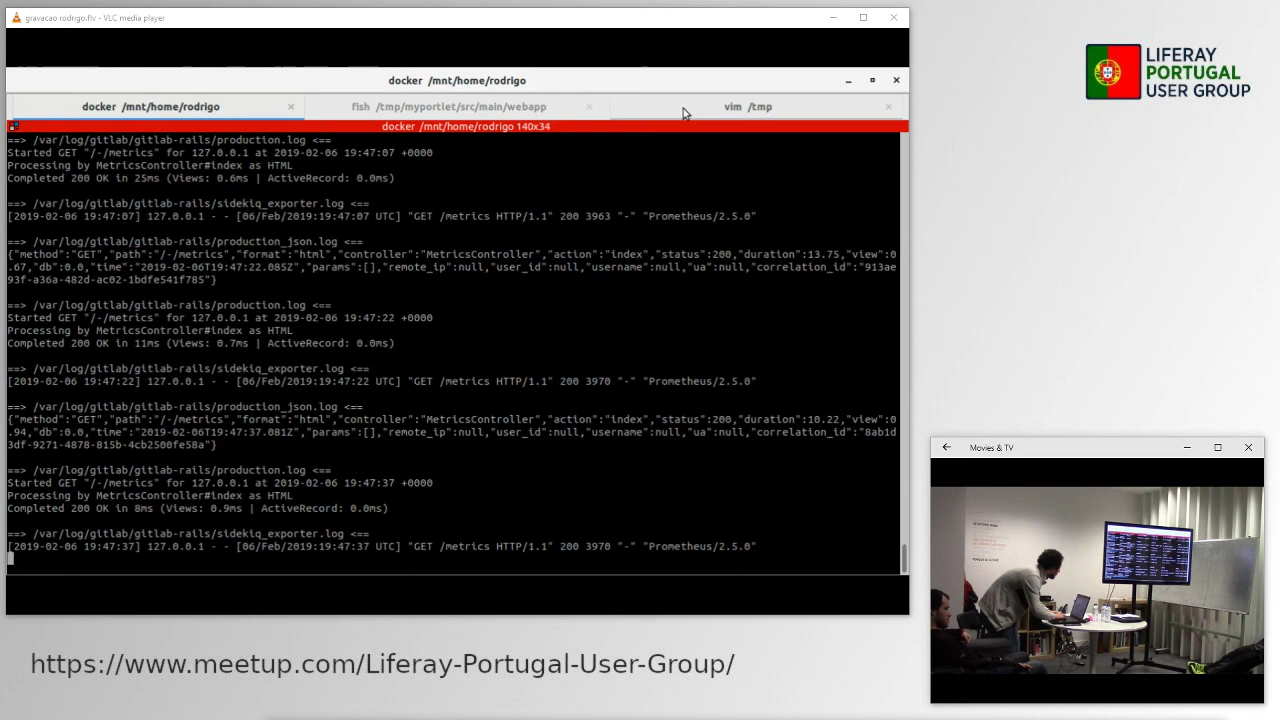 gravacao rodrigo.flv - VLC media player
LIFERAY
PORTUGAL
USER GROUP
docker /mnt/home/rodrigo
docker /mnt/home/rodrigo
fish /tmp/myportlet/src/main/webapp
vim /tmp
docker /mnt/home/rodrigo 140x34
==> /var/log/gitlab/gitlab-rails/production.log <==
Started GET "/-/metrics" for 127.0.0.1 at 2019-02-06 19:47:07 +0000
Processing by MetricsController#index as HTML
Completed 200 OK in 25ms (Views: 0.6ms | ActiveRecord: 0.0ms)
==> /var/log/gitlab/gitlab-rails/sidekiq_exporter.log <==
[2019-02-06 19:47:07] 127.0.0.1 - - [06/Feb/2019:19:47:07 UTC] "GET /metrics HTTP/1.1" 200 3963 "-" "Prometheus/2.5.0"
==> /var/log/gitlab/gitlab-rails/production_json.log <==
{"method":"GET","path":"/-/metrics","format":"html","controller":"MetricsController","action":"index","status":200,"duration":13.75,"view":0
.67,"db":0.0,"time":"2019-02-06T19:47:22.085Z","params":[],"remote_ip":null,"user_id":null,"username":null,"ua":null,"correlation_id":"913ae
93f-a36a-482d-ac02-1bdfe541f785"}
==> /var/log/gitlab/gitlab-rails/production.log <==
Started GET "/-/metrics" for 127.0.0.1 at 2019-02-06 19:47:22 +0000
Processing by MetricsController#index as HTML
Completed 200 OK in 11ms (Views: 0.7ms | ActiveRecord: 0.0ms)
==> /var/log/gitlab/gitlab-rails/sidekiq_exporter.log <==
[2019-02-06 19:47:22] 127.0.0.1 - - [06/Feb/2019:19:47:22 UTC] "GET /metrics HTTP/1.1" 200 3970 "-" "Prometheus/2.5.0"
==> /var/log/gitlab/gitlab-rails/production_json.log <==
{"method":"GET","path":"/-/metrics","format":"html","controller":"MetricsController","action":"index","status":200,"duration":10.22,"view":0
.94,"db":0.0,"time":"2019-02-06T19:47:37.081Z","params":[],"remote_ip":null,"user_id":null,"username":null,"ua":null,"correlation_id":"8ab1d
3df-9271-4878-815b-4cb2500fe58a"}
==> /var/log/gitlab/gitlab-rails/production.log <==
Started GET "/-/metrics" for 127.0.0.1 at 2019-02-06 19:47:37 +0000
Processing by MetricsController#index as HTML
Completed 200 OK in 8ms (Views: 0.9ms | ActiveRecord: 0.0ms)
==> /var/log/gitlab/gitlab-rails/sidekiq_exporter.log <==
[2019-02-06 19:47:37] 127.0.0.1 - - [06/Feb/2019:19:47:37 UTC] "GET /metrics HTTP/1.1" 200 3970 "-" "Prometheus/2.5.0"
Movies & TV
https://www.meetup.com/Liferay-Portugal-User-Group/